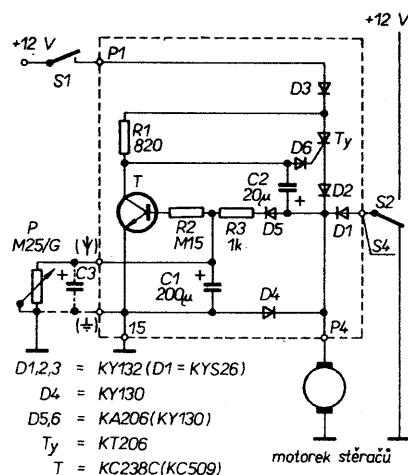 +12 V
+12 V
S1
P1
D3
R1
820
D6
Ty
T
C2
20μ
D2
S2
R2
M15
R3
1k
D5
D1
S4
P
M25/G
+
C3
+
C1
200μ
+
D4
15
P4
D1,2,3 = KY132 (D1 = KYS26)
D4 = KY130
D5,6 = KA206 (KY130)
Ty = KT206
T = KC238C (KC509)
motorek stěračů